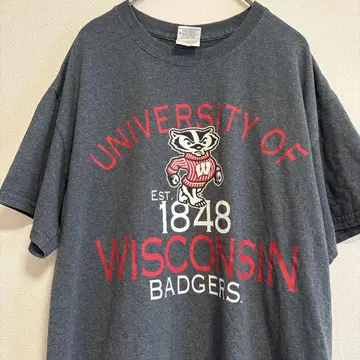 UNIVERSITY OF
W
EST.
1848
WISCONSIN
BADGERS